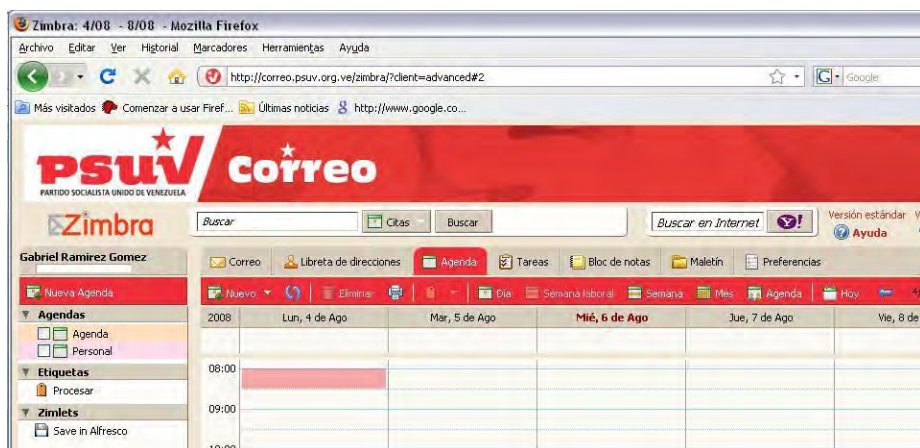 Zimbra: 4/08 - 8/08 - Mozilla Firefox
Archivo Editar Ver Historial Marcadores Herramientas Ayuda
http://correo.psuv.org.ve/zimbra/?client=advanced#2
G Google
Más visitados Comenzar a usar Firef... Últimas noticias http://www.google.co...
PSUV Correo
PARTIDO SOCIALISTA UNIDO DE VENEZUELA
Zimbra
Buscar Citas Buscar Buscar en Internet Y! Versión estándar
Ayuda
Gabriel Ramirez Gomez
Correo Libreta de direcciones Agenda Tareas Bloc de notas Maletín Preferencias
Nueva Agenda
Nuevo Eliminar Día Semana laboral Semana Mes Agenda Hoy
Agendas
2008 Lun, 4 de Ago Mar, 5 de Ago Mié, 6 de Ago Jue, 7 de Ago Vie, 8 de
Agenda
Personal
Etiquetas
08:00
Procesar
Zimlets
09:00
Save in Alfresco
10:00